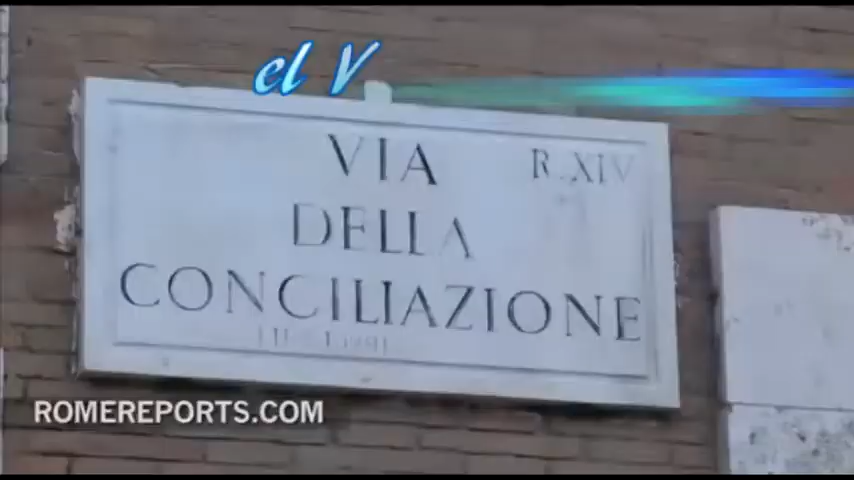 el V
VIA R. XIV
DELLA
CONCILIAZIONE
ROMEREPORTS.COM